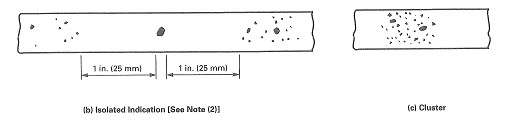 1 in. (25 mm) 1 in. (25 mm)
(b) Isolated Indication [See Note (2)] (c) Cluster